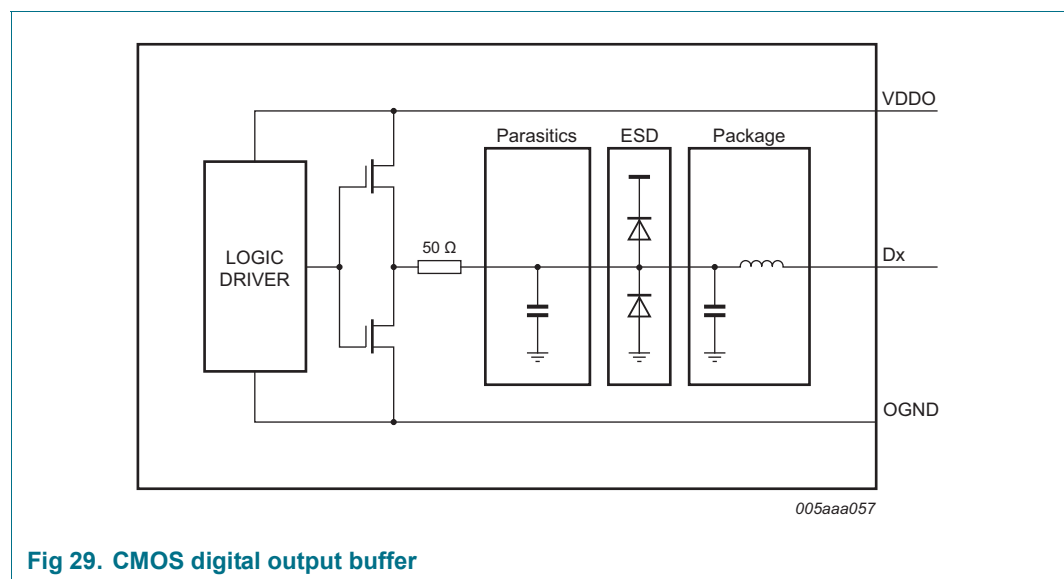 VDDO
Parasitics ESD Package
50 Ω
LOGIC
DRIVER
Dx
OGND
005aaa057
Fig 29. CMOS digital output buffer